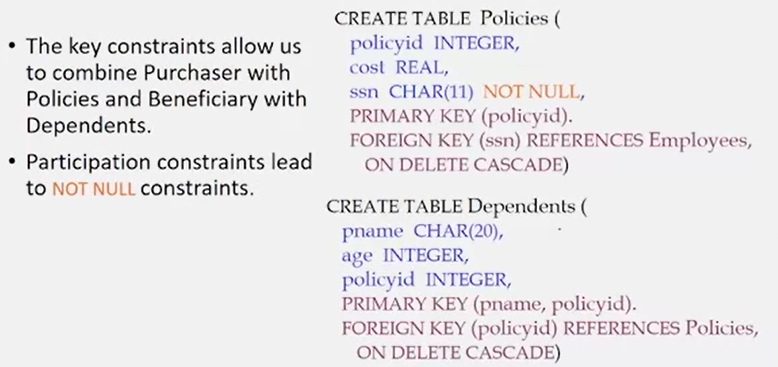 • The key constraints allow us
to combine Purchaser with
Policies and Beneficiary with
Dependents.
• Participation constraints lead
to NOT NULL constraints.
CREATE TABLE Policies (
policyid INTEGER,
cost REAL,
ssn CHAR(11) NOT NULL,
PRIMARY KEY (policyid).
FOREIGN KEY (ssn) REFERENCES Employees,
ON DELETE CASCADE)
CREATE TABLE Dependents (
pname CHAR(20),
age INTEGER,
policyid INTEGER,
PRIMARY KEY (pname, policyid).
FOREIGN KEY (policyid) REFERENCES Policies,
ON DELETE CASCADE)